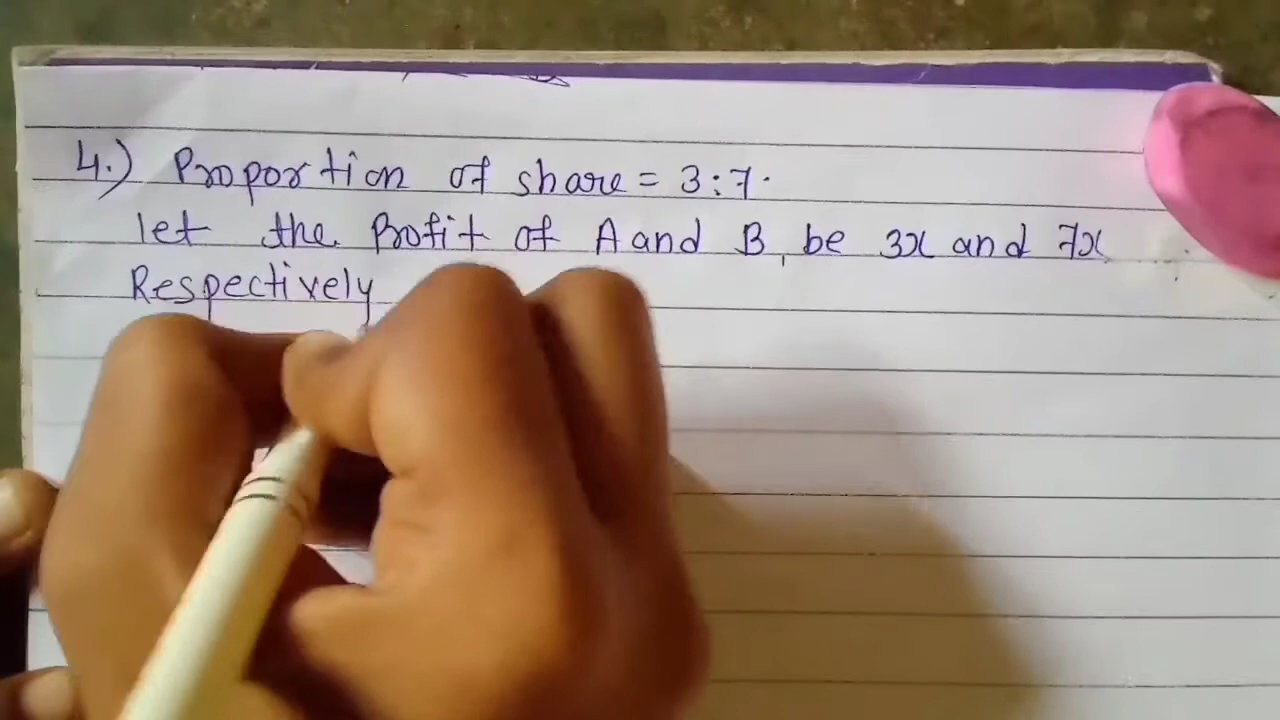 4.) Proportion of share = 3:7.
let the Profit of A and B, be 3x and 7x
Respectively